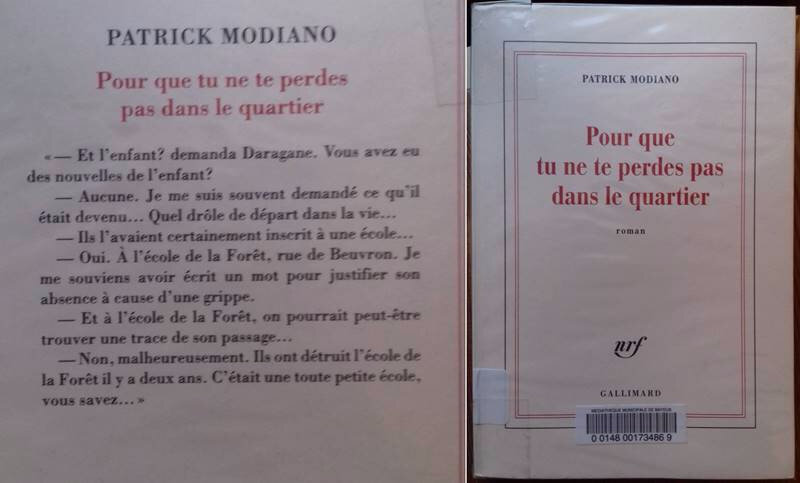 PATRICK MODIANO
Pour que tu ne te perdes
pas dans le quartier
« — Et l'enfant? demanda Daragane. Vous avez eu
des nouvelles de l'enfant?
— Aucune. Je me suis souvent demandé ce qu'il
était devenu... Quel drôle de départ dans la vie...
— Ils l'avaient certainement inscrit à une école...
— Oui. À l'école de la Forêt, rue de Beuvron. Je
me souviens avoir écrit un mot pour justifier son
absence à cause d'une grippe.
— Et à l'école de la Forêt, on pourrait peut-être
trouver une trace de son passage...
— Non, malheureusement. Ils ont détruit l'école de
la Forêt il y a deux ans. C'était une toute petite école,
vous savez... »
PATRICK MODIANO
Pour que
tu ne te perdes pas
dans le quartier
roman
nrf
GALLIMARD
MEDIATHEQUE MUNICIPALE DE
0 0148 00173486 9